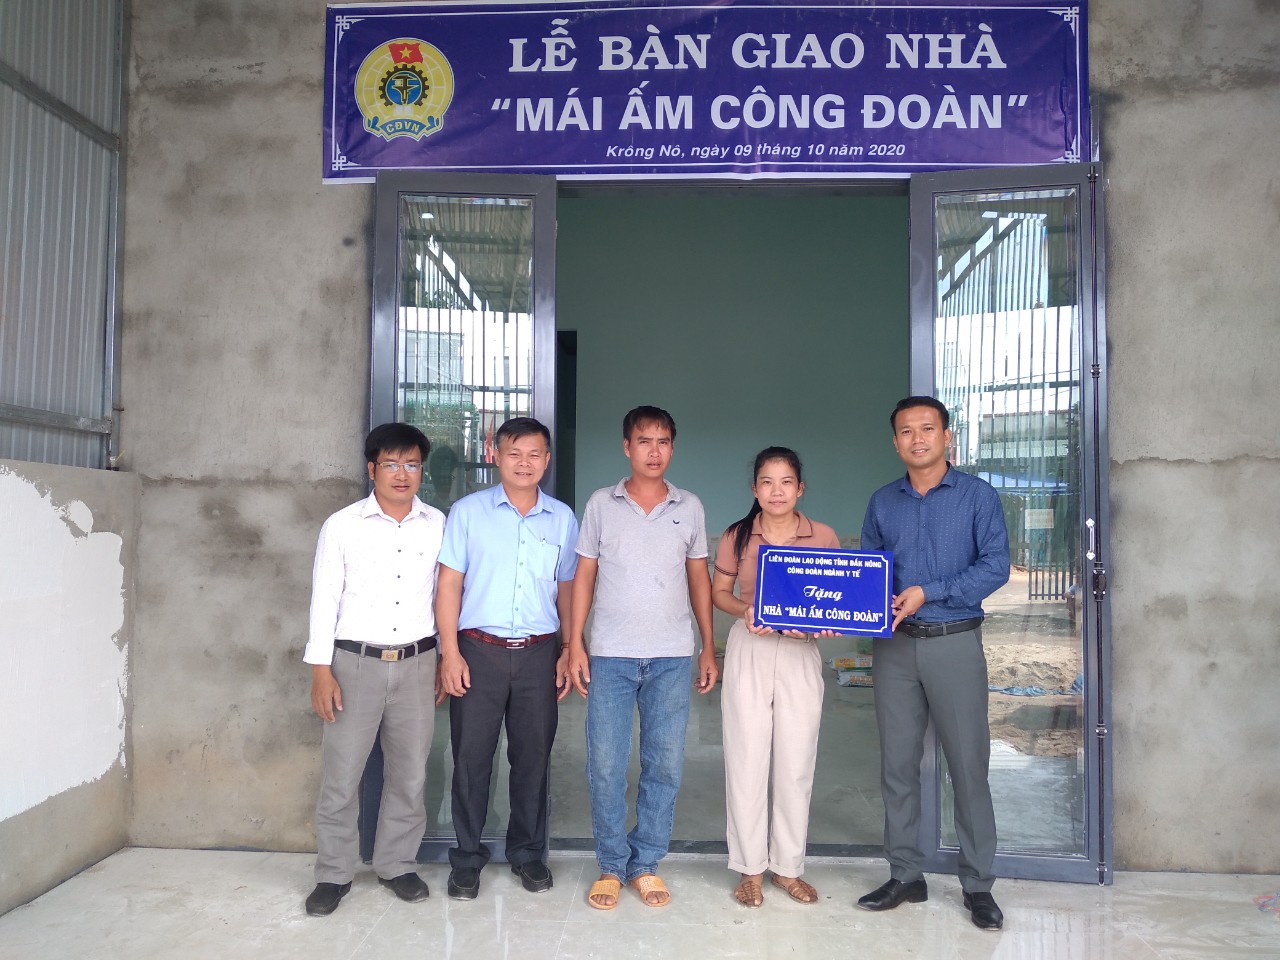 LỄ BÀN GIAO NHÀ
“MÁI ẤM CÔNG ĐOÀN”
Krông Nô, ngày 09 tháng 10 năm 2020
CĐVN
LIÊN ĐOÀN LAO ĐỘNG TỈNH ĐẮK NÔNG
CÔNG ĐOÀN NGÀNH Y TẾ
Tặng
NHÀ “MÁI ẤM CÔNG ĐOÀN”